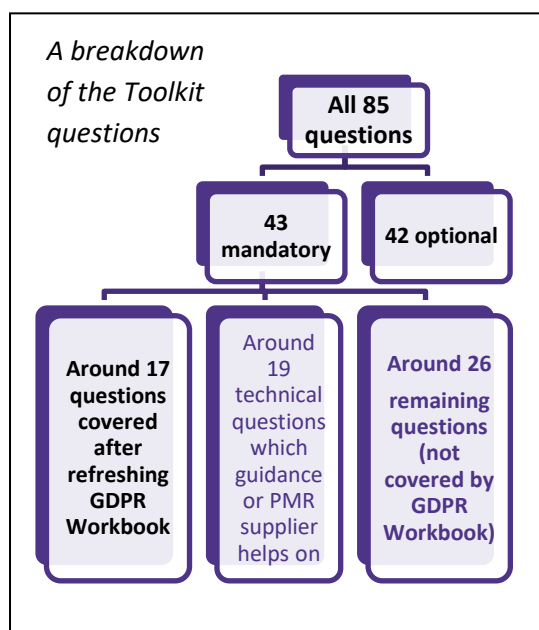 A breakdown
of the Toolkit
questions
All 85
questions
43
mandatory
42 optional
Around 17
questions
covered
after
refreshing
GDPR
Workbook
Around
19
technical
questions
which
guidance
or PMR
supplier
helps on
Around 26
remaining
questions
(not
covered by
GDPR
Workbook)